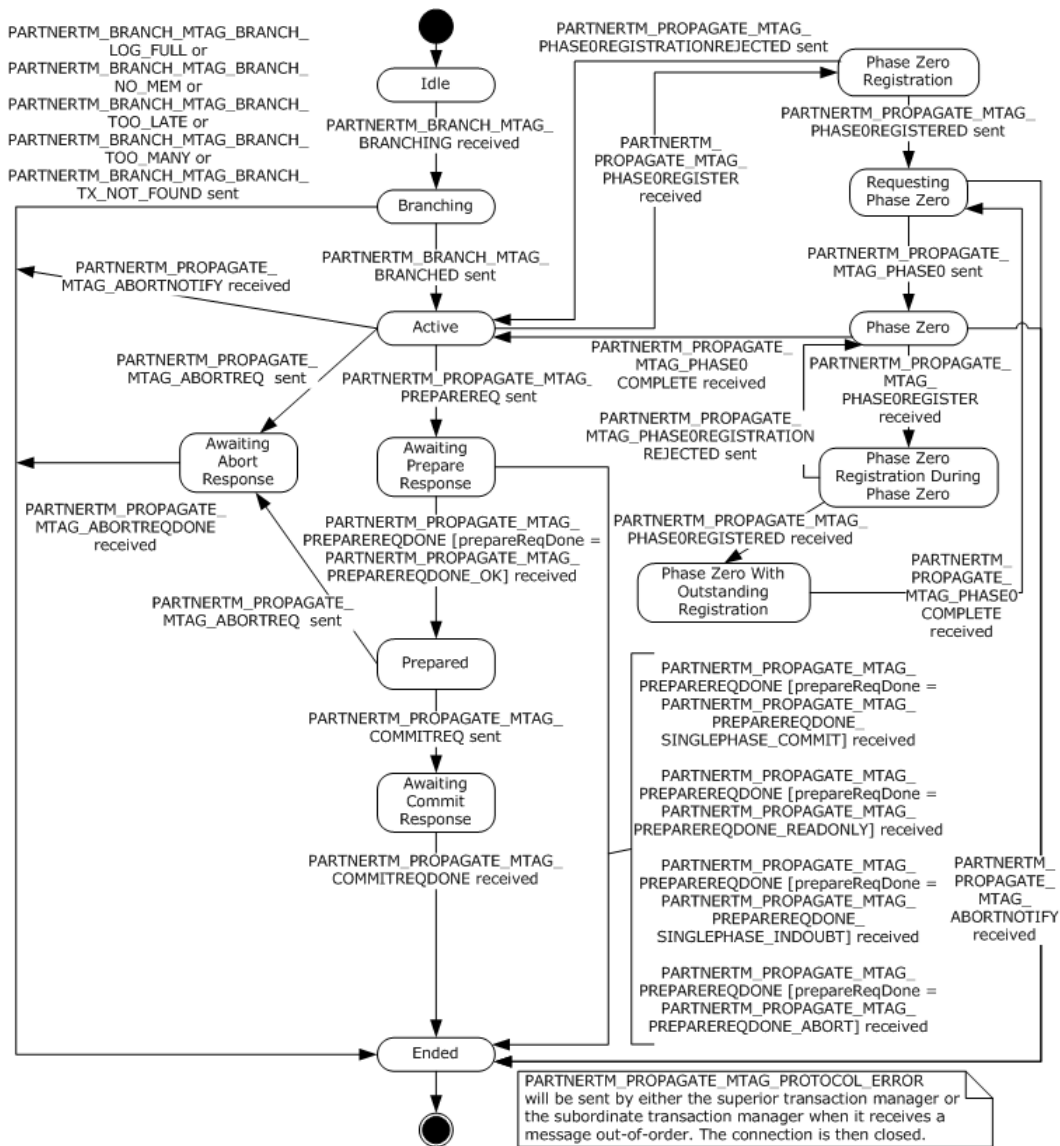 PARTNERTM_BRANCH_MTAG_BRANCH_
LOG_FULL or
PARTNERTM_BRANCH_MTAG_BRANCH_
NO_MEM or
PARTNERTM_BRANCH_MTAG_BRANCH_
TOO_LATE or
PARTNERTM_BRANCH_MTAG_BRANCH_
TOO_MANY or
PARTNERTM_BRANCH_MTAG_BRANCH_
TX_NOT_FOUND sent
Idle
PARTNERTM_BRANCH_MTAG_
BRANCHING received
Branching
PARTNERTM_BRANCH_MTAG_
BRANCHED sent
PARTNERTM_PROPAGATE_MTAG_
PHASE0REGISTRATIONREJECTED sent
PARTNERTM_
PROPAGATE_MTAG_
PHASE0REGISTER
received
Phase Zero
Registration
PARTNERTM_PROPAGATE_MTAG_
PHASE0REGISTERED sent
Requesting
Phase Zero
PARTNERTM_PROPAGATE_
MTAG_PHASE0 sent
PARTNERTM_PROPAGATE_
MTAG_ABORTNOTIFY received
Active
Phase Zero
PARTNERTM_PROPAGATE_
MTAG_ABORTREQ sent
PARTNERTM_PROPAGATE_MTAG_
PREPAREREQ sent
PARTNERTM_PROPAGATE_
MTAG_PHASE0
COMPLETE received
PARTNERTM_PROPAGATE_
MTAG_
PHASE0REGISTER
received
PARTNERTM_PROPAGATE_
MTAG_PHASE0REGISTRATION
REJECTED sent
Awaiting
Abort
Response
Awaiting
Prepare
Response
Phase Zero
Registration During
Phase Zero
PARTNERTM_PROPAGATE_
MTAG_ABORTREQDONE
received
PARTNERTM_PROPAGATE_MTAG_
PREPAREREQDONE [prepareReqDone =
PARTNERTM_PROPAGATE_MTAG_
PREPAREREQDONE_OK] received
PARTNERTM_PROPAGATE_MTAG_
PHASE0REGISTERED received
Phase Zero With
Outstanding
Registration
PARTNERTM_
PROPAGATE_
MTAG_PHASE0
COMPLETE
received
PARTNERTM_PROPAGATE_
MTAG_ABORTREQ sent
Prepared
PARTNERTM_PROPAGATE_MTAG_
COMMITREQ sent
Awaiting
Commit
Response
PARTNERTM_PROPAGATE_MTAG_
COMMITREQDONE received
PARTNERTM_PROPAGATE_MTAG_
PREPAREREQDONE [prepareReqDone =
PARTNERTM_PROPAGATE_MTAG_
PREPAREREQDONE_
SINGLEPHASE_COMMIT] received
PARTNERTM_PROPAGATE_MTAG_
PREPAREREQDONE [prepareReqDone =
PARTNERTM_PROPAGATE_MTAG_
PREPAREREQDONE_READONLY] received
PARTNERTM_PROPAGATE_MTAG_
PREPAREREQDONE [prepareReqDone =
PARTNERTM_PROPAGATE_MTAG_
PREPAREREQDONE_
SINGLEPHASE_INDOUBT] received
PARTNERTM_PROPAGATE_MTAG_
PREPAREREQDONE [prepareReqDone =
PARTNERTM_PROPAGATE_MTAG_
PREPAREREQDONE_ABORT] received
PARTNERTM_
PROPAGATE_
MTAG_
ABORTNOTIFY
received
Ended
PARTNERTM_PROPAGATE_MTAG_PROTOCOL_ERROR
will be sent by either the superior transaction manager or
the subordinate transaction manager when it receives a
message out-of-order. The connection is then closed.